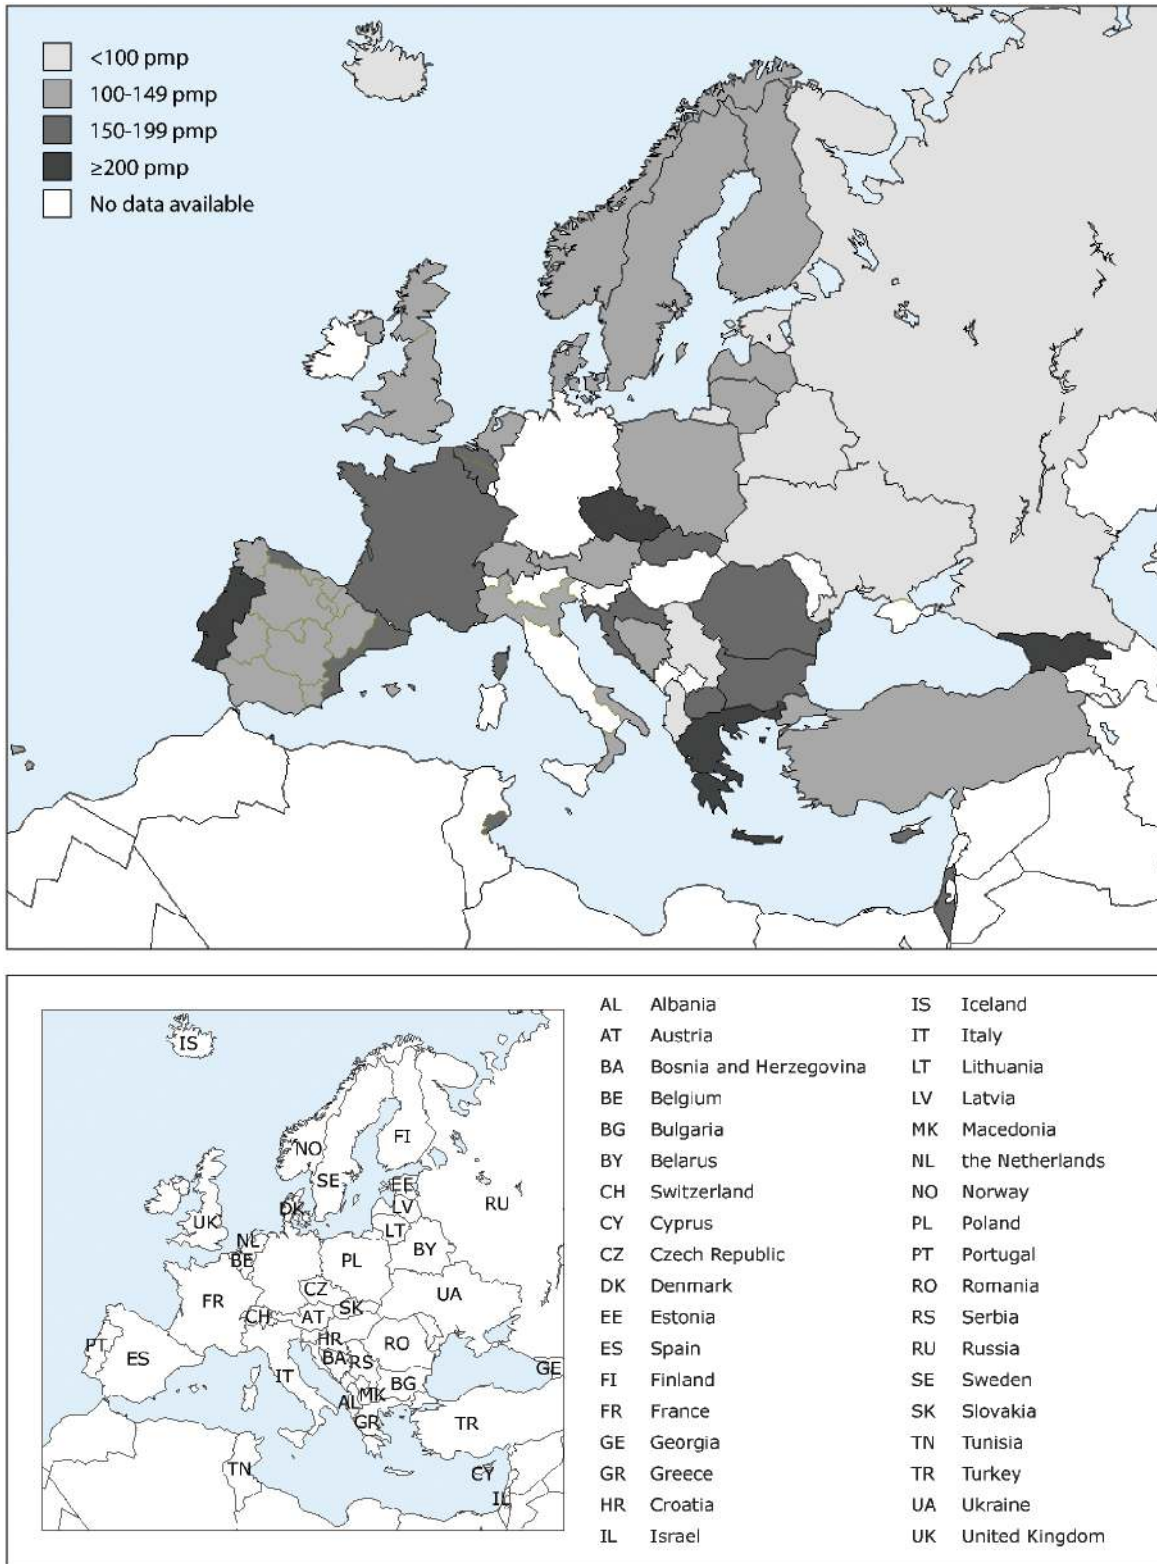 <100 pmp
100-149 pmp
150-199 pmp
≥200 pmp
No data available
IS
NO
FI
SE
EE
RU
LV
DK
LT
UK
NL
BY
BE
PL
CZ
UA
FR
SK
CH
AT
HR
RO
PT
BA
RS
ES
GE
IT
BG
MK
AL
GR
TR
TN
CY
IL
AL Albania
AT Austria
BA Bosnia and Herzegovina
BE Belgium
BG Bulgaria
BY Belarus
CH Switzerland
CY Cyprus
CZ Czech Republic
DK Denmark
EE Estonia
ES Spain
FI Finland
FR France
GE Georgia
GR Greece
HR Croatia
IL Israel
IS Iceland
IT Italy
LT Lithuania
LV Latvia
MK Macedonia
NL the Netherlands
NO Norway
PL Poland
PT Portugal
RO Romania
RS Serbia
RU Russia
SE Sweden
SK Slovakia
TN Tunisia
TR Turkey
UA Ukraine
UK United Kingdom